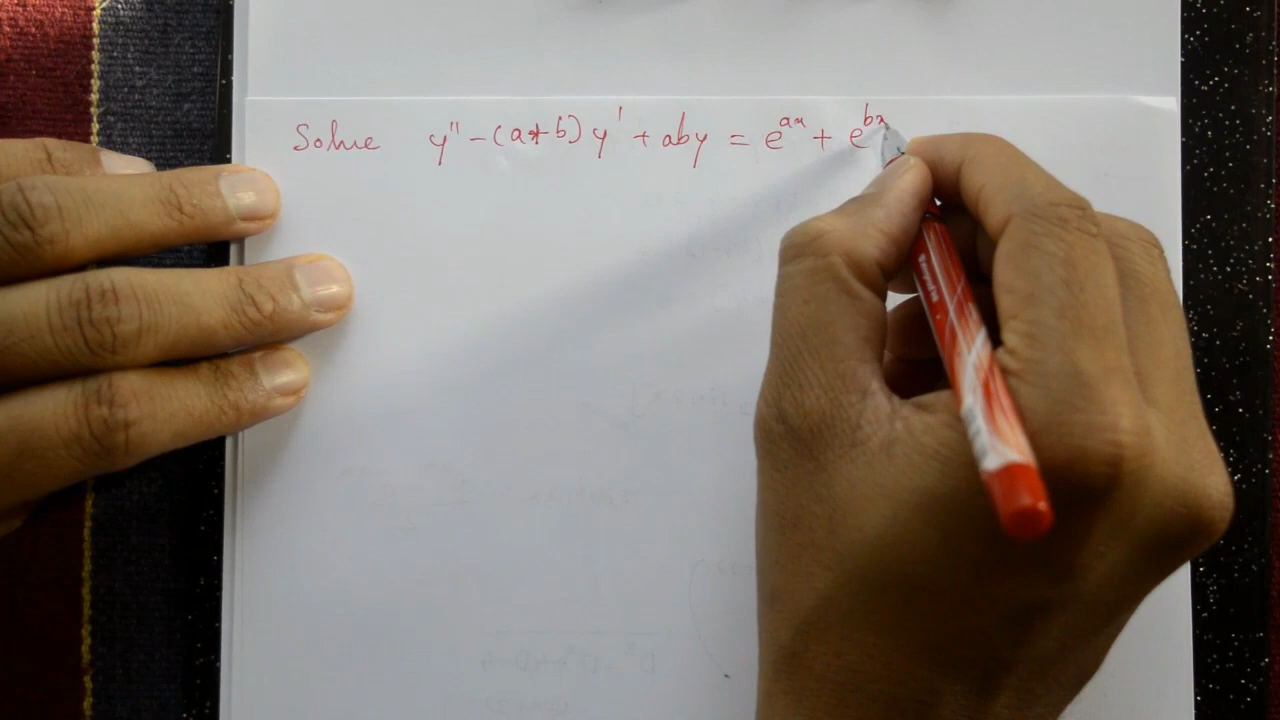 Solve y'' - (a+b) y' + aby = e^{ax} + e^{bx}